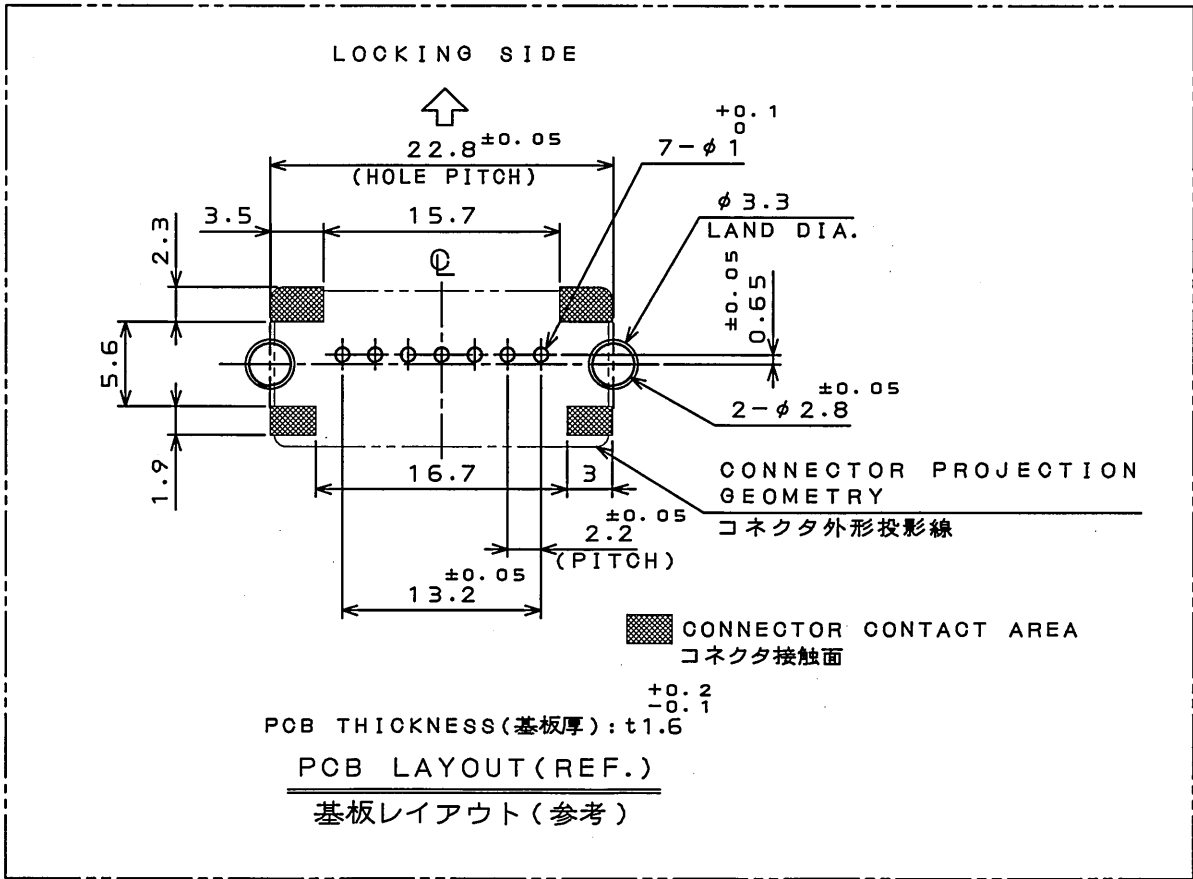 LOCKING SIDE
22.8±0.05
(HOLE PITCH)
+0.1
0
7-φ1
φ3.3
LAND DIA.
3.5
15.7
2.3
℄
±0.05
0.65
5.6
±0.05
2-φ2.8
1.9
16.7
3
CONNECTOR PROJECTION
GEOMETRY
コネクタ外形投影線
±0.05
2.2
(PITCH)
±0.05
13.2
CONNECTOR CONTACT AREA
コネクタ接触面
+0.2
-0.1
PCB THICKNESS(基板厚):t1.6
PCB LAYOUT(REF.)
基板レイアウト(参考)